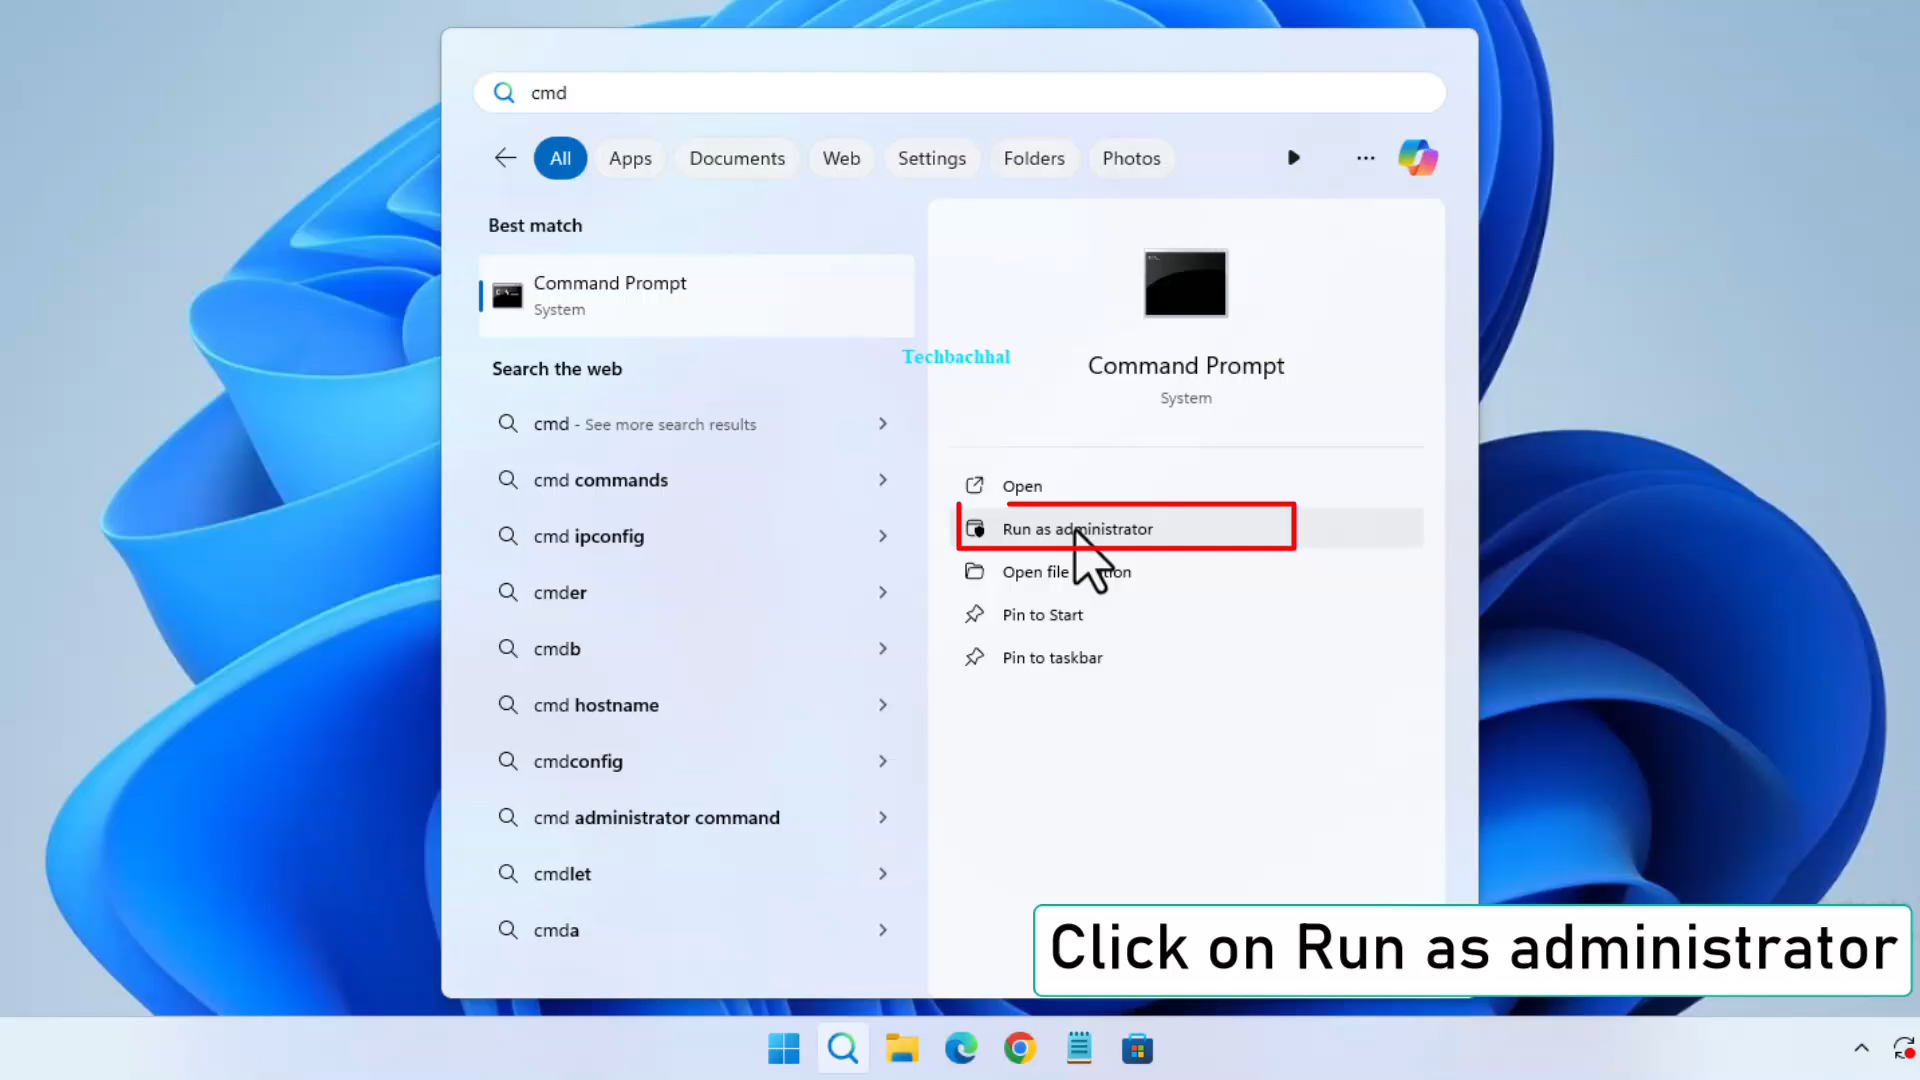 cmd
All
Apps
Documents
Web
Settings
Folders
Photos
Best match
Command Prompt
System
Search the web
cmd - See more search results
cmd commands
cmd ipconfig
cmder
cmdb
cmd hostname
cmdconfig
cmd administrator command
cmdlet
cmda
Techbachhal
Command Prompt
System
Open
Run as administrator
Open file
Pin to Start
Pin to taskbar
Click on Run as administrator